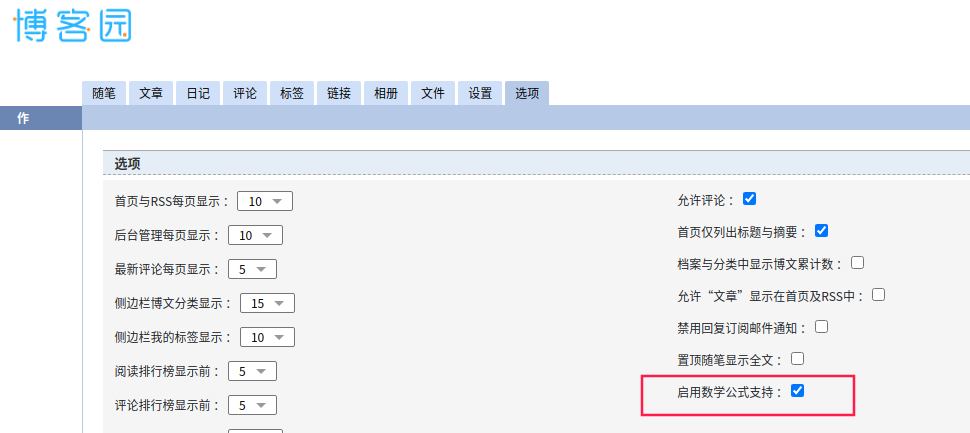 博客园
随笔 文章 日记 评论 标签 链接 相册 文件 设置 选项
作
选项
首页与RSS每页显示： 10
后台管理每页显示： 10
最新评论每页显示： 5
侧边栏博文分类显示： 15
侧边栏我的标签显示： 10
阅读排行榜显示前： 5
评论排行榜显示前： 5
允许评论：
首页仅列出标题与摘要：
档案与分类中显示博文累计数：
允许“文章”显示在首页及RSS中：
禁用回复订阅邮件通知：
置顶随笔显示全文：
启用数学公式支持：